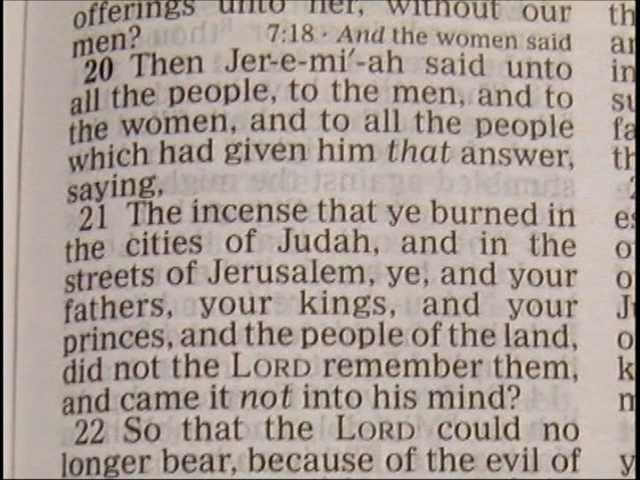 offerings unto her, without our
men? 7:18 · And the women said
20 Then Jer-e-mi′-ah said unto
all the people, to the men, and to
the women, and to all the people
which had given him that answer,
saying,
21 The incense that ye burned in
the cities of Judah, and in the
streets of Jerusalem, ye, and your
fathers, your kings, and your
princes, and the people of the land,
did not the LORD remember them,
and came it not into his mind?
22 So that the LORD could no
longer bear, because of the evil of